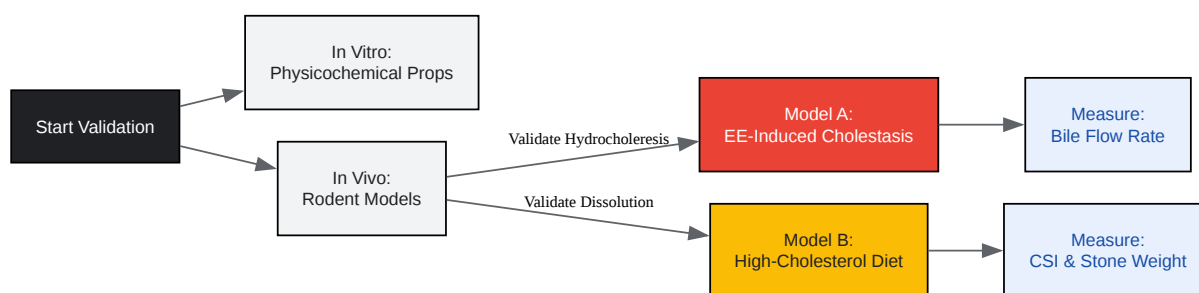 Start Validation
In Vitro:
Physicochemical Props
In Vivo:
Rodent Models
Validate Hydrocholeresis
Validate Dissolution
Model A:
EE-Induced Cholestasis
Model B:
High-Cholesterol Diet
Measure:
Bile Flow Rate
Measure:
CSI & Stone Weight